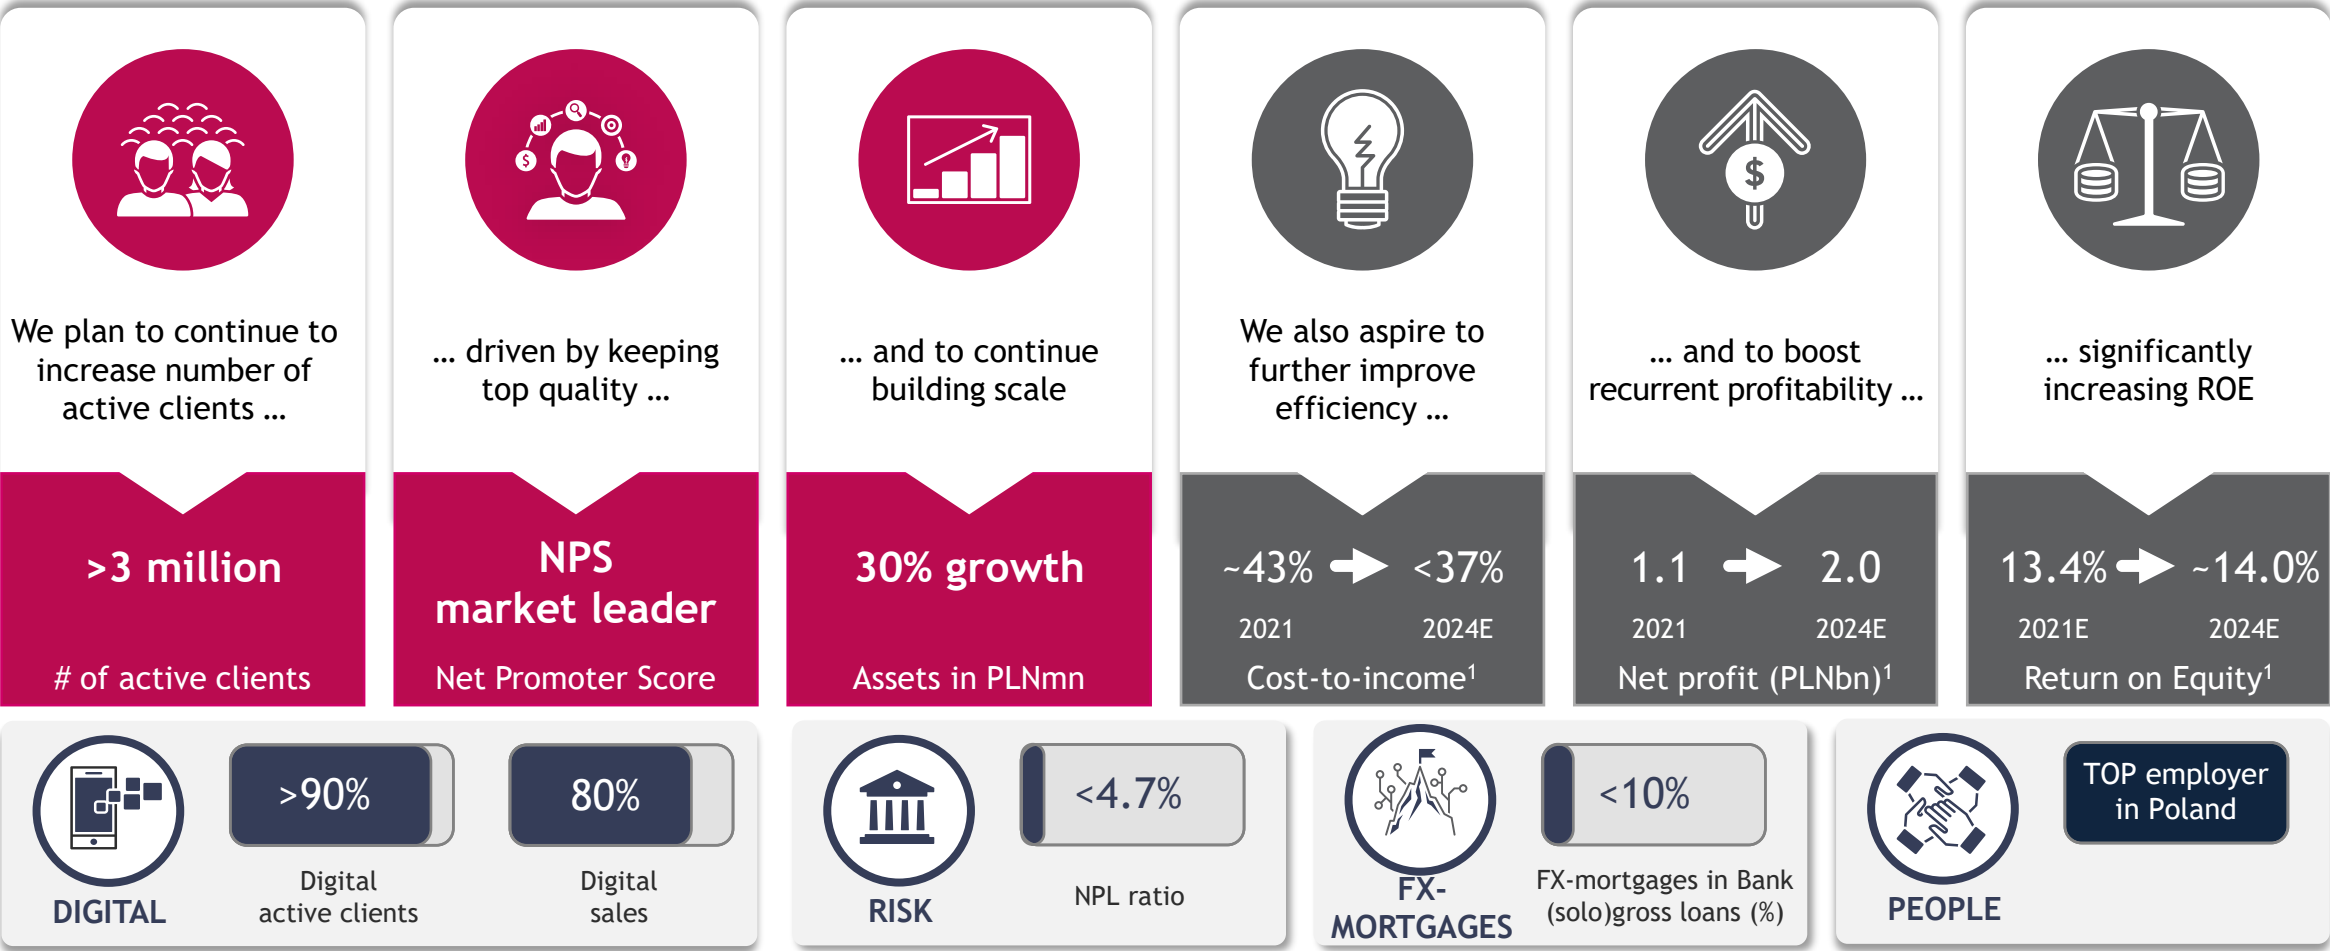 We plan to continue to
increase number of
active clients ...
>3 million
# of active clients
... driven by keeping
top quality ...
NPS
market leader
Net Promoter Score
... and to continue
building scale
30% growth
Assets in PLNmn
We also aspire to
further improve
efficiency ...
~43% <37%
2021 2024E
Cost-to-income¹
... and to boost
recurrent profitability ...
$
1.1 2.0
2021 2024E
Net profit (PLNbn)¹
... significantly
increasing ROE
13.4% ~14.0%
2021E 2024E
Return on Equity¹
DIGITAL
>90%
Digital
active clients
80%
Digital
sales
RISK
<4.7%
NPL ratio
FX-
MORTGAGES
<10%
FX-mortgages in Bank
(solo)gross loans (%)
PEOPLE
TOP employer
in Poland